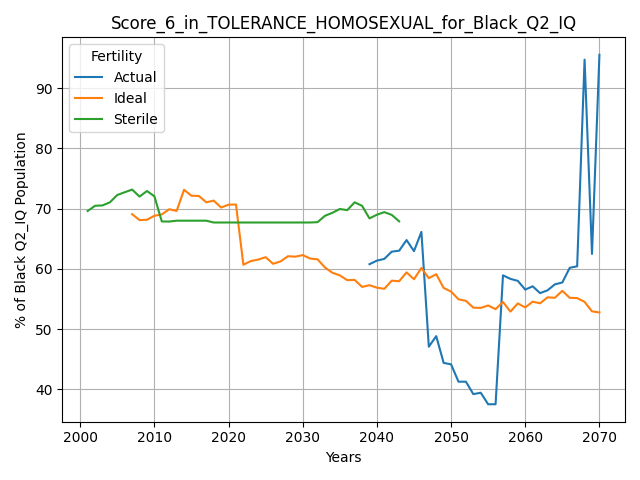 Score_6_in_TOLERANCE_HOMOSEXUAL_for_Black_Q2_IQ
Fertility
Actual
Ideal
Sterile
% of Black Q2_IQ Population
90
80
70
60
50
40
2000 2010 2020 2030 2040 2050 2060 2070
Years